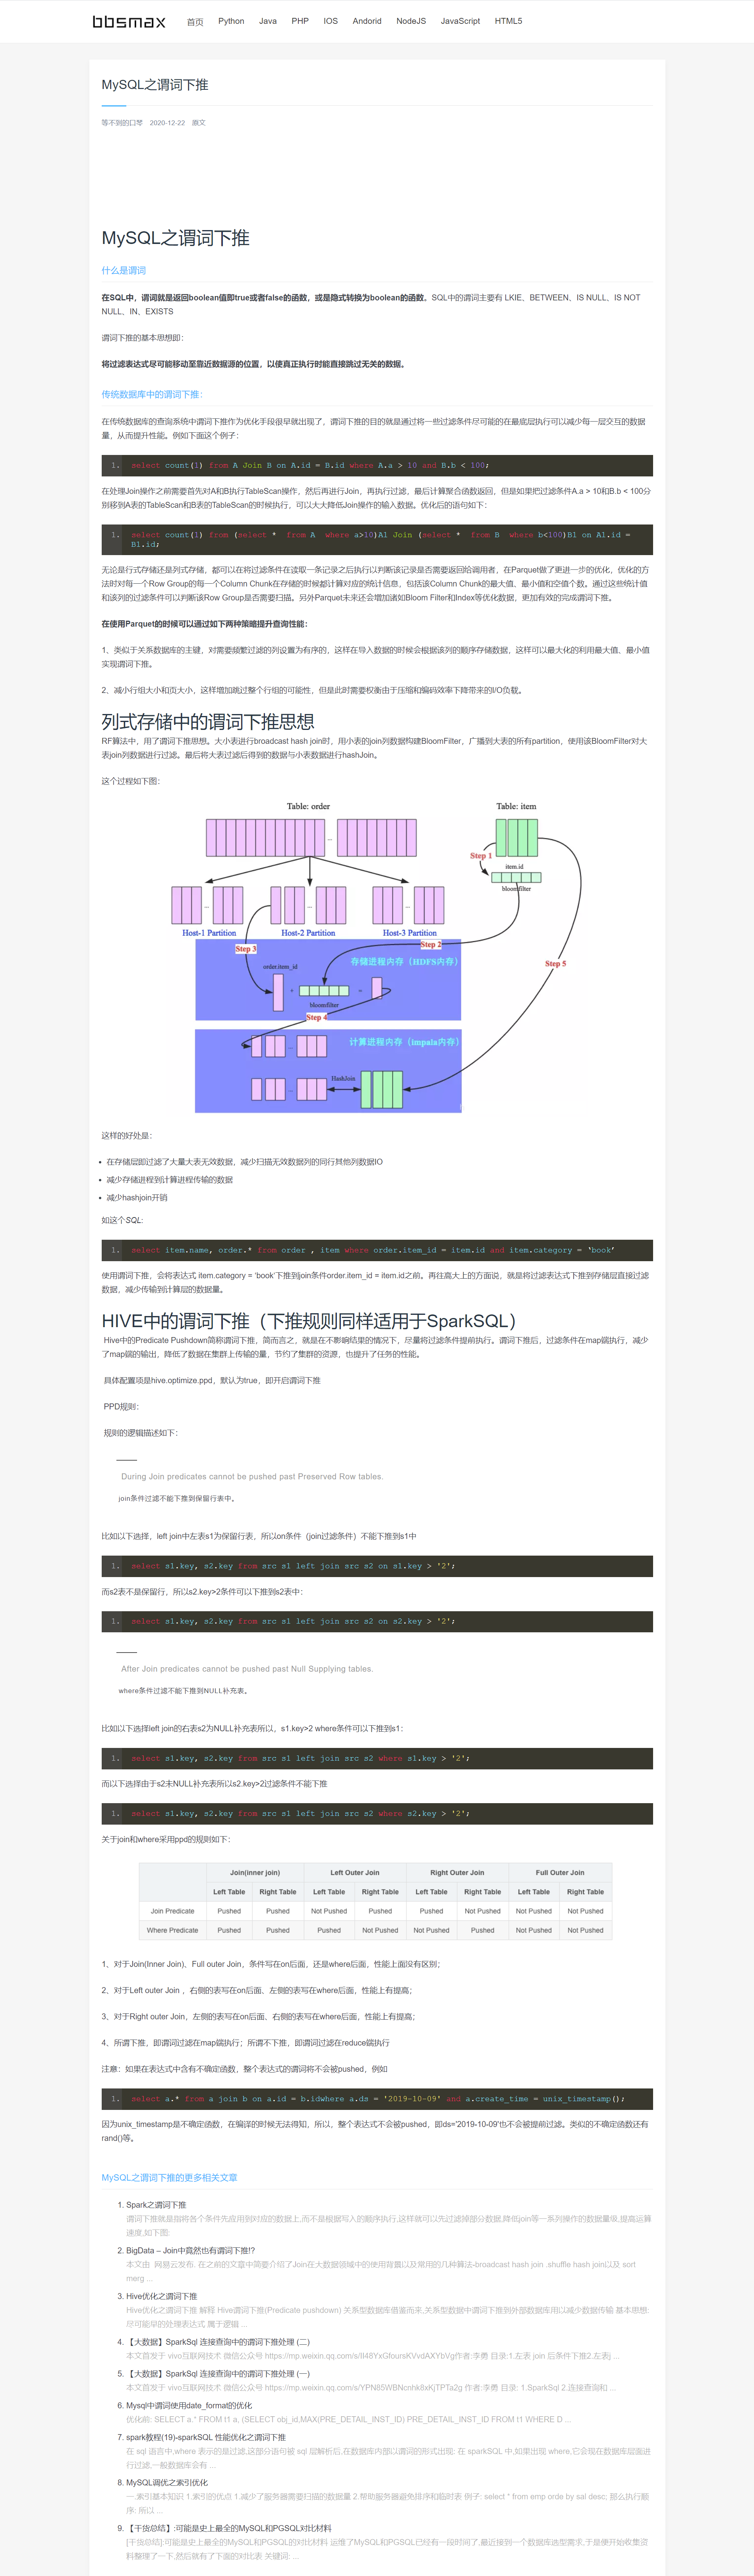 bbsmax 首页 Python Java PHP IOS Andorid NodeJS JavaScript HTML5
MySQL之谓词下推
等不到的口琴 2020-12-22 原文
MySQL之谓词下推
什么是谓词
在SQL中，谓词就是返回boolean值即true或者false的函数，或是隐式转换为boolean的函数。SQL中的谓词主要有 LKIE、BETWEEN、IS NULL、IS NOT
NULL、IN、EXISTS
谓词下推的基本思想即：
将过滤表达式尽可能移动至靠近数据源的位置，以使真正执行时能直接跳过无关的数据。
传统数据库中的谓词下推：
在传统数据库的查询系统中谓词下推作为优化手段很早就出现了，谓词下推的目的就是通过将一些过滤条件尽可能的在最底层执行可以减少每一层交互的数据
量，从而提升性能。例如下面这个例子：
1. select count(1) from A Join B on A.id = B.id where A.a > 10 and B.b < 100;
在处理Join操作之前需要首先对A和B执行TableScan操作，然后再进行Join，再执行过滤，最后计算聚合函数返回，但是如果把过滤条件A.a > 10和B.b < 100分
别移到A表的TableScan和B表的TableScan的时候执行，可以大大降低Join操作的输入数据。优化后的语句如下：
1. select count(1) from (select * from A where a>10)A1 Join (select * from B where b<100)B1 on A1.id =
B1.id;
无论是行式存储还是列式存储，都可以在将过滤条件在读取一条记录之后执行以判断该记录是否需要返回给调用者，在Parquet做了更进一步的优化，优化的方
法时对每一个Row Group的每一个Column Chunk在存储的时候都计算对应的统计信息，包括该Column Chunk的最大值、最小值和空值个数。通过这些统计值
和该列的过滤条件可以判断该Row Group是否需要扫描。另外Parquet未来还会增加诸如Bloom Filter和Index等优化数据，更加有效的完成谓词下推。
在使用Parquet的时候可以通过如下两种策略提升查询性能：
1、类似于关系数据库的主键，对需要频繁过滤的列设置为有序的，这样在导入数据的时候会根据该列的顺序存储数据，这样可以最大化的利用最大值、最小值
实现谓词下推。
2、减小行组大小和页大小，这样增加跳过整个行组的可能性，但是此时需要权衡由于压缩和编码效率下降带来的I/O负载。
列式存储中的谓词下推思想
RF算法中，用了谓词下推思想。大小表进行broadcast hash join时，用小表的join列数据构建BloomFilter，广播到大表的所有partition，使用该BloomFilter对大
表join列数据进行过滤。最后将大表过滤后得到的数据与小表数据进行hashJoin。
这个过程如下图：
Table: order Table: item
Step 1
item.id
bloomfilter
Host-1 Partition Host-2 Partition Host-3 Partition
Step 3 Step 2
存储进程内存（HDFS内存） Step 5
order.item_id
bloomfilter
Step 4
计算进程内存（impala内存）
HashJoin
这样的好处是：
在存储层即过滤了大量大表无效数据，减少扫描无效数据列的同行其他列数据IO
减少存储进程到计算进程传输的数据
减少hashjoin开销
如这个SQL:
1. select item.name, order.* from order , item where order.item_id = item.id and item.category = 'book'
使用谓词下推，会将表达式 item.category = 'book'下推到join条件order.item_id = item.id之前。再往高大上的方面说，就是将过滤表达式下推到存储层直接过滤
数据，减少传输到计算层的数据量。
HIVE中的谓词下推（下推规则同样适用于SparkSQL）
Hive中的Predicate Pushdown简称谓词下推，简而言之，就是在不影响结果的情况下，尽量将过滤条件提前执行。谓词下推后，过滤条件在map端执行，减少
了map端的输出，降低了数据在集群上传输的量，节约了集群的资源，也提升了任务的性能。
具体配置项是hive.optimize.ppd，默认为true，即开启谓词下推
PPD规则：
规则的逻辑描述如下：
During Join predicates cannot be pushed past Preserved Row tables.
join条件过滤不能下推到保留行表中。
比如以下选择，left join中左表s1为保留行表，所以on条件（join过滤条件）不能下推到s1中
1. select s1.key, s2.key from src s1 left join src s2 on s1.key > '2';
而s2表不是保留行，所以s2.key>2条件可以下推到s2表中：
1. select s1.key, s2.key from src s1 left join src s2 on s2.key > '2';
After Join predicates cannot be pushed past Null Supplying tables.
where条件过滤不能下推到NULL补充表。
比如以下选择left join的右表s2为NULL补充表所以，s1.key>2 where条件可以下推到s1：
1. select s1.key, s2.key from src s1 left join src s2 where s1.key > '2';
而以下选择由于s2未NULL补充表所以s2.key>2过滤条件不能下推
1. select s1.key, s2.key from src s1 left join src s2 where s2.key > '2';
关于join和where采用ppd的规则如下：
Join(inner join) Left Outer Join Right Outer Join Full Outer Join
Left Table Right Table Left Table Right Table Left Table Right Table Left Table Right Table
Join Predicate Pushed Pushed Not Pushed Pushed Pushed Not Pushed Not Pushed Not Pushed
Where Predicate Pushed Pushed Pushed Not Pushed Not Pushed Pushed Not Pushed Not Pushed
1、对于Join(Inner Join)、Full outer Join，条件写在on后面，还是where后面，性能上面没有区别；
2、对于Left outer Join ，右侧的表写在on后面、左侧的表写在where后面，性能上有提高；
3、对于Right outer Join，左侧的表写在on后面、右侧的表写在where后面，性能上有提高；
4、所谓下推，即谓词过滤在map端执行；所谓不下推，即谓词过滤在reduce端执行
注意：如果在表达式中含有不确定函数，整个表达式的谓词将不会被pushed，例如
1. select a.* from a join b on a.id = b.idwhere a.ds = '2019-10-09' and a.create_time = unix_timestamp();
因为unix_timestamp是不确定函数，在编译的时候无法得知，所以，整个表达式不会被pushed，即ds='2019-10-09'也不会被提前过滤。类似的不确定函数还有
rand()等。
MySQL之谓词下推的更多相关文章
1. Spark之谓词下推
谓词下推就是指将各个条件先应用到对应的数据上,而不是根据写入的顺序执行,这样就可以先过滤掉部分数据,降低join等一系列操作的数据量级,提高运算
速度,如下图:
2. BigData – Join中竟然也有谓词下推!?
本文由 网易云发布. 在之前的文章中简要介绍了Join在大数据领域中的使用背景以及常用的几种算法-broadcast hash join .shuffle hash join以及 sort
merg ...
3. Hive优化之谓词下推
Hive优化之谓词下推 解释 Hive谓词下推(Predicate pushdown) 关系型数据库借鉴而来,关系型数据中谓词下推到外部数据库用以减少数据传输 基本思想:
尽可能早的处理表达式 属于逻辑 ...
4. 【大数据】SparkSql 连接查询中的谓词下推处理 (二)
本文首发于 vivo互联网技术 微信公众号 https://mp.weixin.qq.com/s/II48YxGfoursKVvdAXYbVg作者:李勇 目录:1.左表 join 后条件下推2.左表j ...
5. 【大数据】SparkSql 连接查询中的谓词下推处理 (一)
本文首发于 vivo互联网技术 微信公众号 https://mp.weixin.qq.com/s/YPN85WBNcnhk8xKjTPTa2g 作者:李勇 目录: 1.SparkSql 2.连接查询和 ...
6. Mysql中谓词使用date_format的优化
优化前: SELECT a.* FROM t1 a, (SELECT obj_id,MAX(PRE_DETAIL_INST_ID) PRE_DETAIL_INST_ID FROM t1 WHERE D ...
7. spark教程(19)-sparkSQL 性能优化之谓词下推
在 sql 语言中,where 表示的是过滤,这部分语句被 sql 层解析后,在数据库内部以谓词的形式出现: 在 sparkSQL 中,如果出现 where,它会现在数据库层面进
行过滤,一般数据库会有 ...
8. MySQL调优之索引优化
一.索引基本知识 1.索引的优点 1.减少了服务器需要扫描的数据量 2.帮助服务器避免排序和临时表 例子: select * from emp orde by sal desc; 那么执行顺
序: 所以 ...
9. 【干货总结】:可能是史上最全的MySQL和PGSQL对比材料
[干货总结]:可能是史上最全的MySQL和PGSQL的对比材料 运维了MySQL和PGSQL已经有一段时间了,最近接到一个数据库选型需求,于是便开始收集资
料整理了一下,然后就有了下面的对比表 关键词: ...